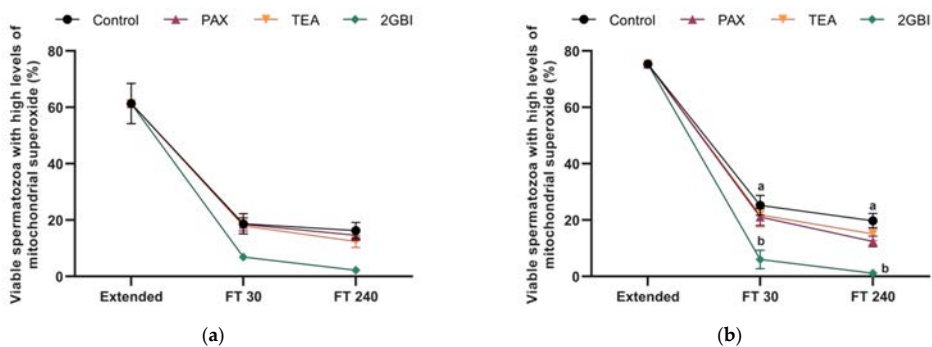 Control PAX TEA 2GBI
Viable spermatozoa with high levels of
mitochondrial superoxide (%)
80
60
40
20
0
Extended FT 30 FT 240
(a)
Control PAX TEA 2GBI
Viable spermatozoa with high levels of
mitochondrial superoxide (%)
80
60
40
20
0
a
a
b
b
Extended FT 30 FT 240
(b)